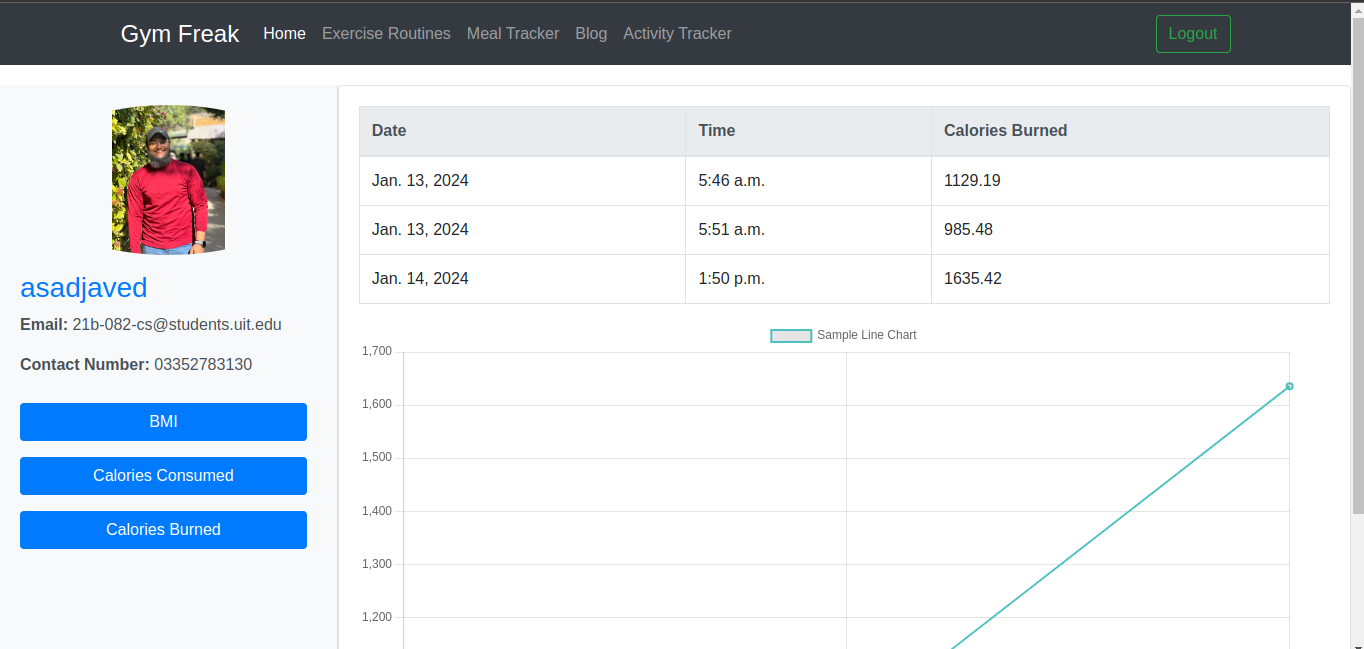 Gym Freak Home Exercise Routines Meal Tracker Blog Activity Tracker Logout
asadjaved
Email: 21b-082-cs@students.uit.edu
Contact Number: 03352783130
BMI
Calories Consumed
Calories Burned
Date Time Calories Burned
Jan. 13, 2024 5:46 a.m. 1129.19
Jan. 13, 2024 5:51 a.m. 985.48
Jan. 14, 2024 1:50 p.m. 1635.42
Sample Line Chart
1,700
1,600
1,500
1,400
1,300
1,200